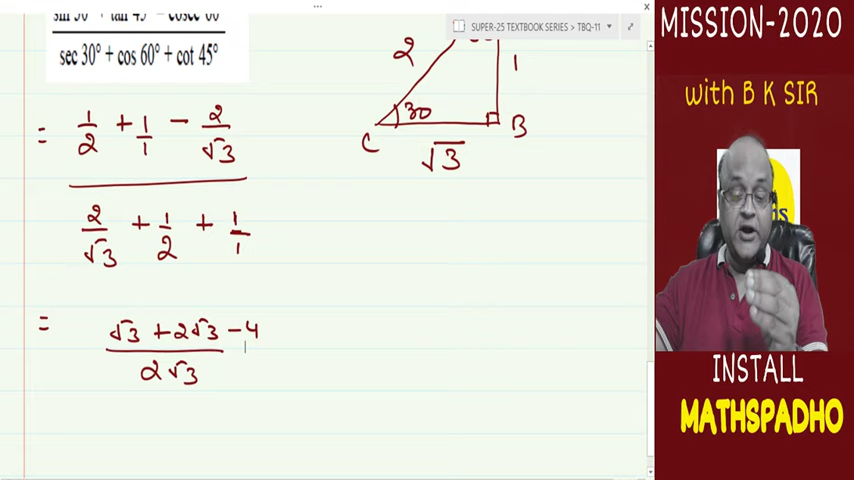 SUPER-25 TEXTBOOK SERIES > TBQ-11
MISSION-2020
with B K SIR
sec 30° + cos 60° + cot 45°
= 1/2 + 1/1 - 2/√3
2/√3 + 1/2 + 1/1
= √3 + 2√3 - 4
2√3
2
1
30
C
B
√3
INSTALL
MATHSPADHO